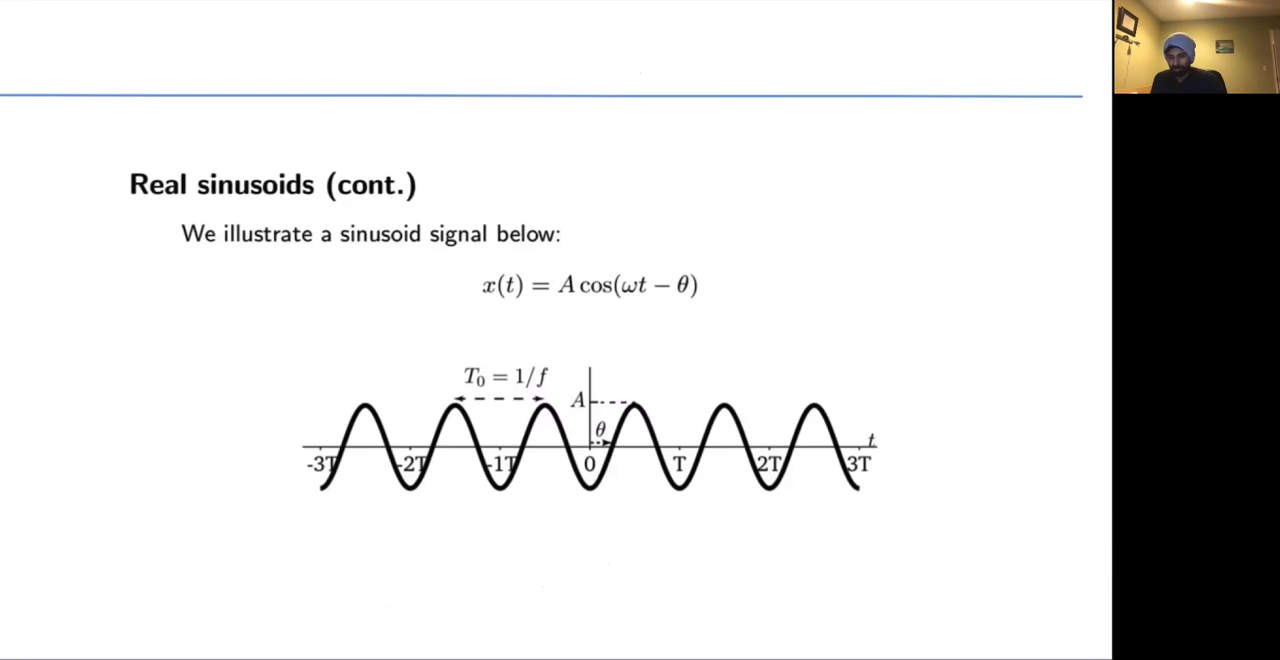 Real sinusoids (cont.)
We illustrate a sinusoid signal below:
x(t) = A cos(ωt − θ)
T₀ = 1/f
A
θ
t
-3T -2T -1T 0 T 2T 3T